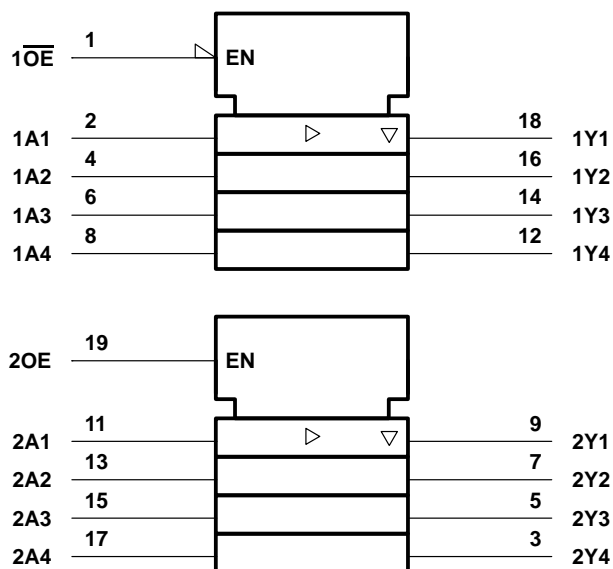 1O̅E̅ 1 EN
1A1 2 18 1Y1
1A2 4 16 1Y2
1A3 6 14 1Y3
1A4 8 12 1Y4
2OE 19 EN
2A1 11 9 2Y1
2A2 13 7 2Y2
2A3 15 5 2Y3
2A4 17 3 2Y4